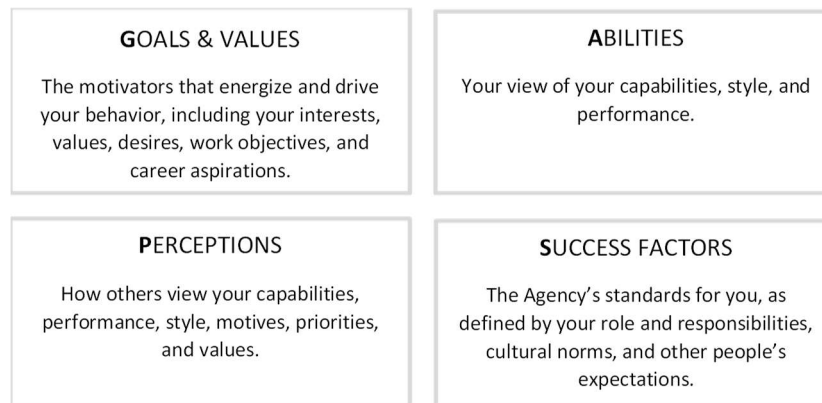 GOALS & VALUES
The motivators that energize and drive
your behavior, including your interests,
values, desires, work objectives, and
career aspirations.
ABILITIES
Your view of your capabilities, style, and
performance.
PERCEPTIONS
How others view your capabilities,
performance, style, motives, priorities,
and values.
SUCCESS FACTORS
The Agency’s standards for you, as
defined by your role and responsibilities,
cultural norms, and other people’s
expectations.